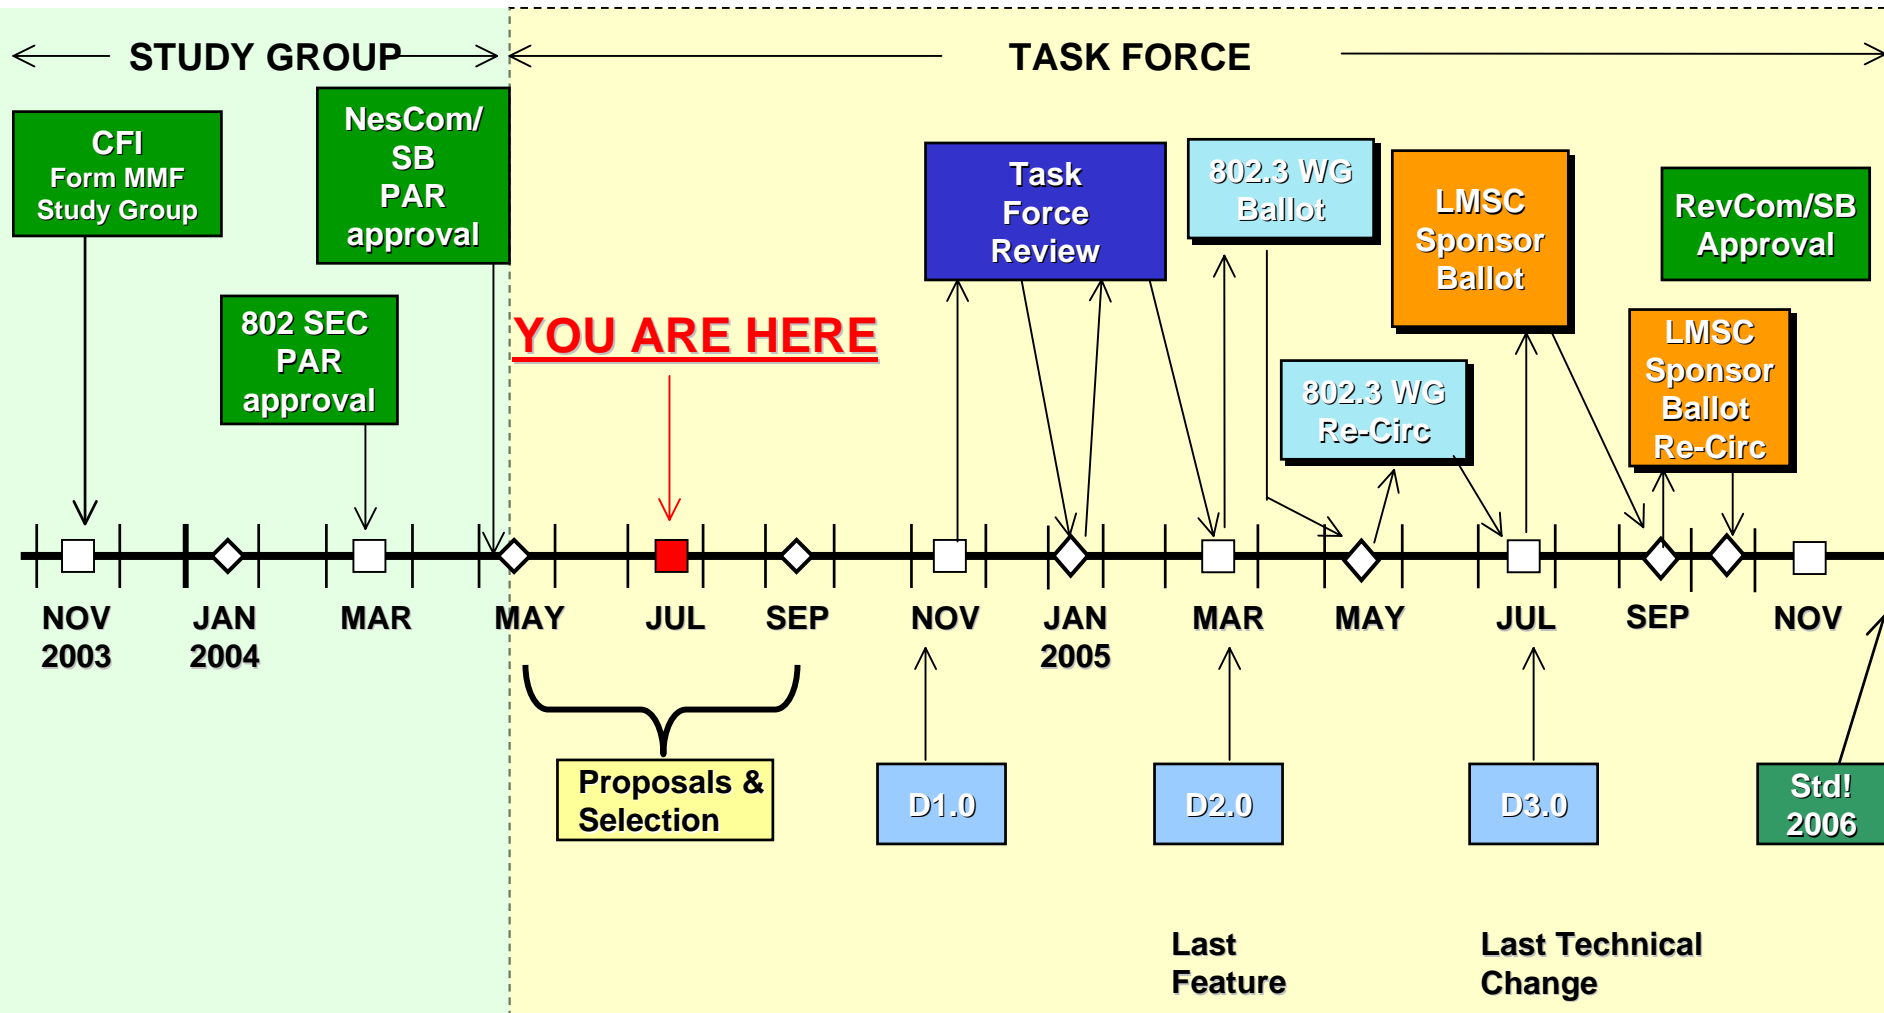 STUDY GROUP
TASK FORCE
CFI
Form MMF
Study Group
NesCom/
SB
PAR
approval
802 SEC
PAR
approval
YOU ARE HERE
Task
Force
Review
802.3 WG
Ballot
802.3 WG
Re-Circ
LMSC
Sponsor
Ballot
LMSC
Sponsor
Ballot
Re-Circ
RevCom/SB
Approval
NOV
2003
JAN
2004
MAR
MAY
JUL
SEP
NOV
JAN
2005
MAR
MAY
JUL
SEP
NOV
Proposals &
Selection
D1.0
D2.0
D3.0
Std!
2006
Last
Feature
Last Technical
Change